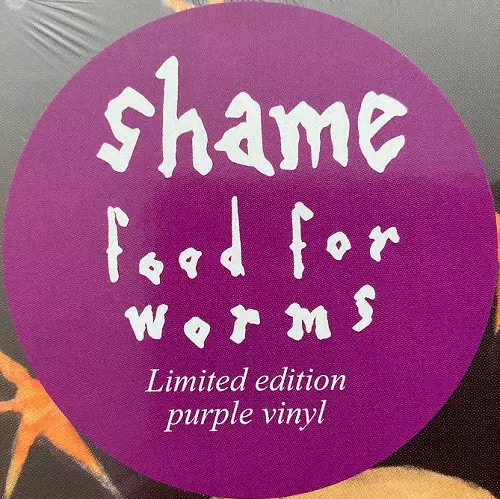 shame
food for
worms
Limited edition
purple vinyl